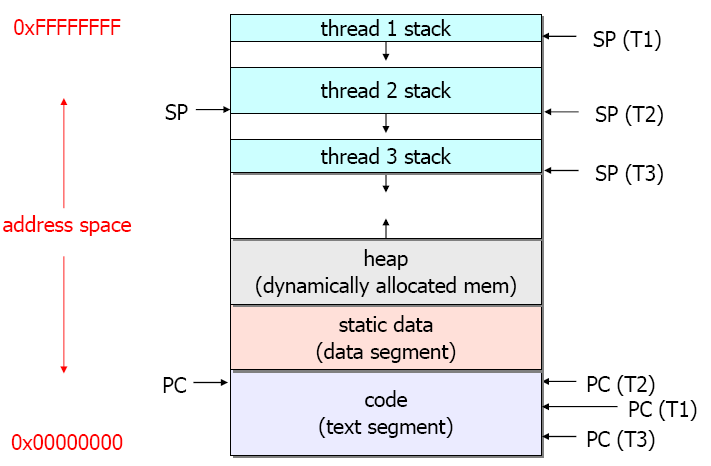 0xFFFFFFFF
thread 1 stack
SP (T1)
thread 2 stack
SP
SP (T2)
thread 3 stack
SP (T3)
address space
heap
(dynamically allocated mem)
static data
(data segment)
PC
PC (T2)
code
PC (T1)
(text segment)
PC (T3)
0x00000000